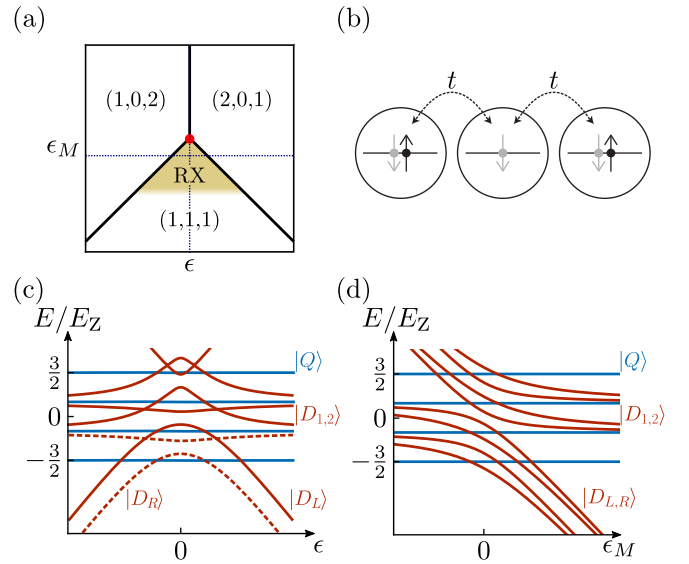 (a)
(1,0,2)
(2,0,1)
ϵ_M
RX
(1,1,1)
ϵ
(b)
t
t
(c)
E/E_Z
3/2
0
−3/2
|Q⟩
|D_{1,2}⟩
|D_R⟩
|D_L⟩
0
ϵ
(d)
E/E_Z
3/2
0
−3/2
|Q⟩
|D_{1,2}⟩
|D_{L,R}⟩
0
ϵ_M